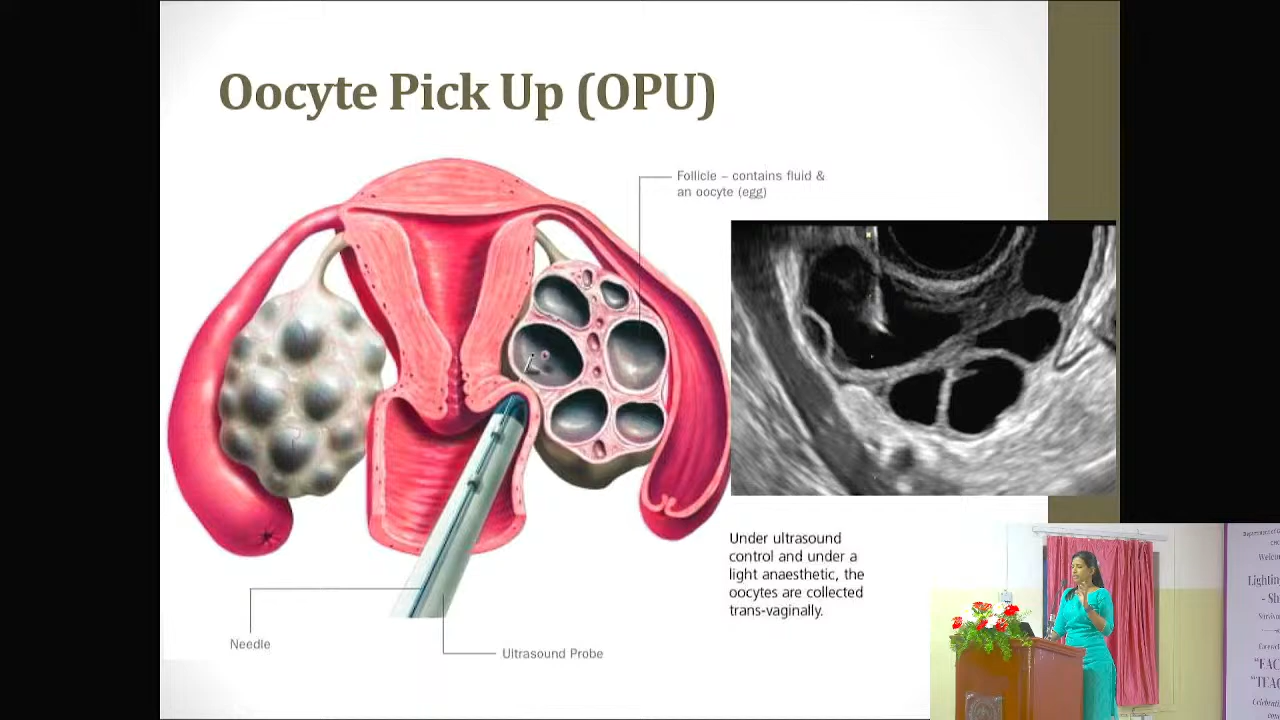 Oocyte Pick Up (OPU)
Follicle – contains fluid &
an oocyte (egg)
Under ultrasound
control and under a
light anaesthetic, the
oocytes are collected
trans-vaginally.
Needle
Ultrasound Probe
Lighting